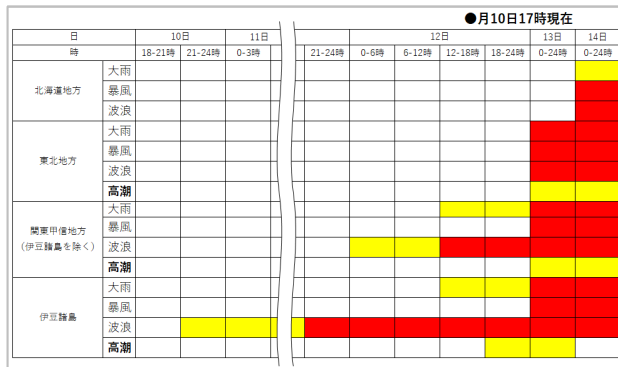 ●月10日17時現在
日 10日 11日 12日 13日 14日
時 18-21時 21-24時 0-3時 21-24時 0-6時 6-12時 12-18時 18-24時 0-24時 0-24時
北海道地方
大雨
暴風
波浪
東北地方
大雨
暴風
波浪
高潮
関東甲信地方
（伊豆諸島を除く）
大雨
暴風
波浪
高潮
伊豆諸島
大雨
暴風
波浪
高潮